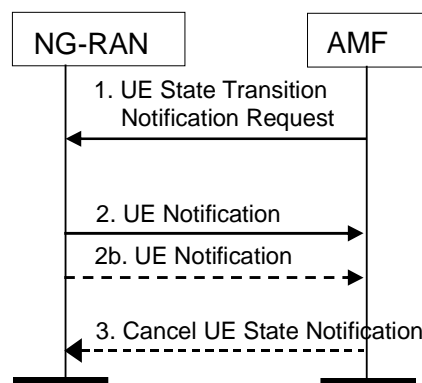 NG-RAN
AMF
1. UE State Transition
Notification Request
2. UE Notification
2b. UE Notification
3. Cancel UE State Notification